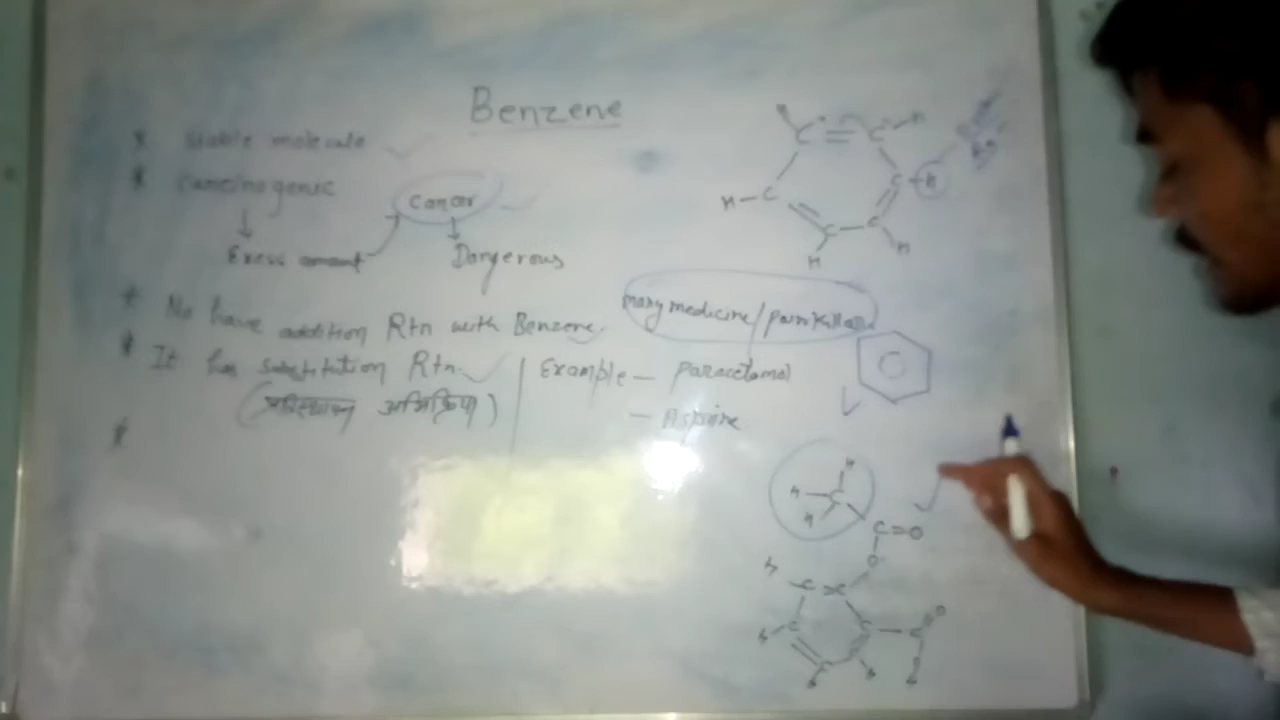 Benzene
* Stable molecule
* Carcinogenic
Cancer
Excess amount
Dangerous
* No have addition Rtn with Benzene.
many medicine/painkiller
* It has substitution Rtn.
(प्रतिस्थापन अभिक्रिया)
Example - Paracetamol
- Aspirine
*
H C C H
H - C C - H
C C
H H
H
H - C
H
C = O
O
H C C
H C C - C O
H H H